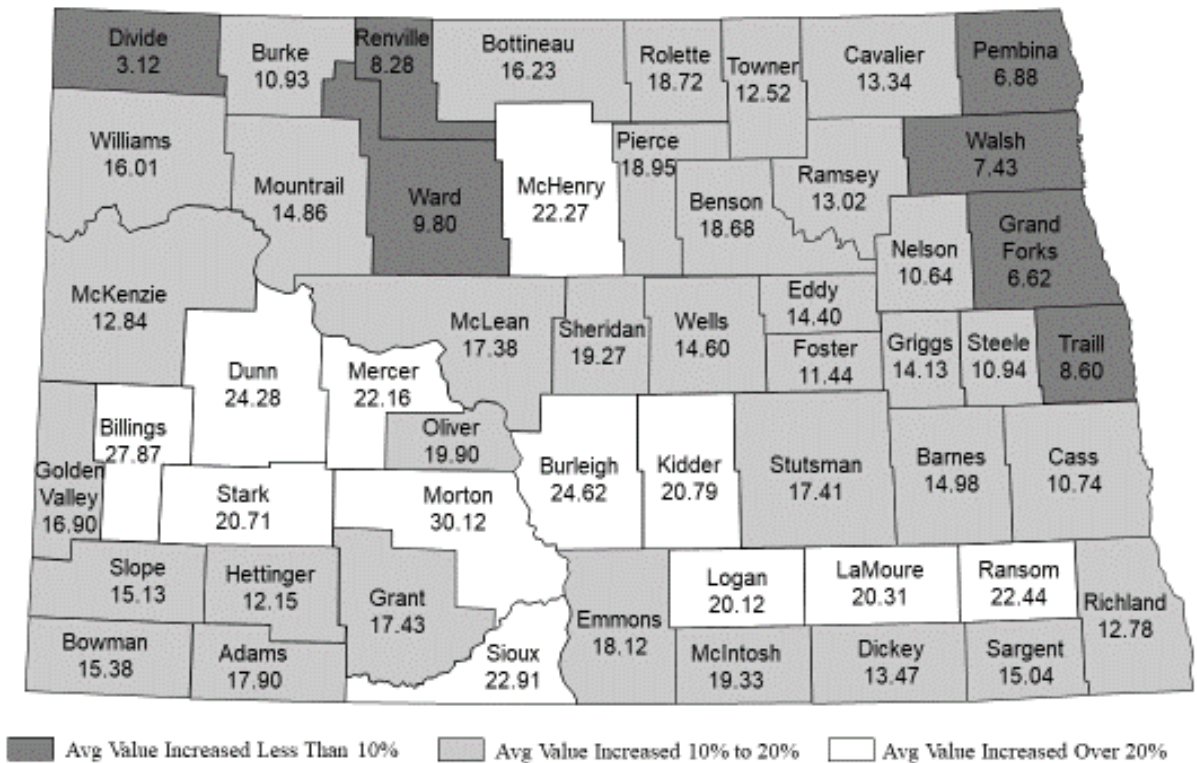 Divide
3.12
Burke
10.93
Renville
8.28
Bottineau
16.23
Rolette
18.72
Towner
12.52
Cavalier
13.34
Pembina
6.88
Williams
16.01
Mountrail
14.86
Ward
9.80
McHenry
22.27
Pierce
18.95
Benson
18.68
Ramsey
13.02
Walsh
7.43
Nelson
10.64
Grand
Forks
6.62
McKenzie
12.84
Dunn
24.28
Mercer
22.16
McLean
17.38
Sheridan
19.27
Wells
14.60
Eddy
14.40
Foster
11.44
Griggs
14.13
Steele
10.94
Traill
8.60
Golden
Valley
16.90
Billings
27.87
Stark
20.71
Oliver
19.90
Morton
30.12
Burleigh
24.62
Kidder
20.79
Stutsman
17.41
Barnes
14.98
Cass
10.74
Slope
15.13
Hettinger
12.15
Grant
17.43
Bowman
15.38
Adams
17.90
Sioux
22.91
Emmons
18.12
Logan
20.12
LaMoure
20.31
Ransom
22.44
Richland
12.78
McIntosh
19.33
Dickey
13.47
Sargent
15.04
Avg Value Increased Less Than 10%
Avg Value Increased 10% to 20%
Avg Value Increased Over 20%